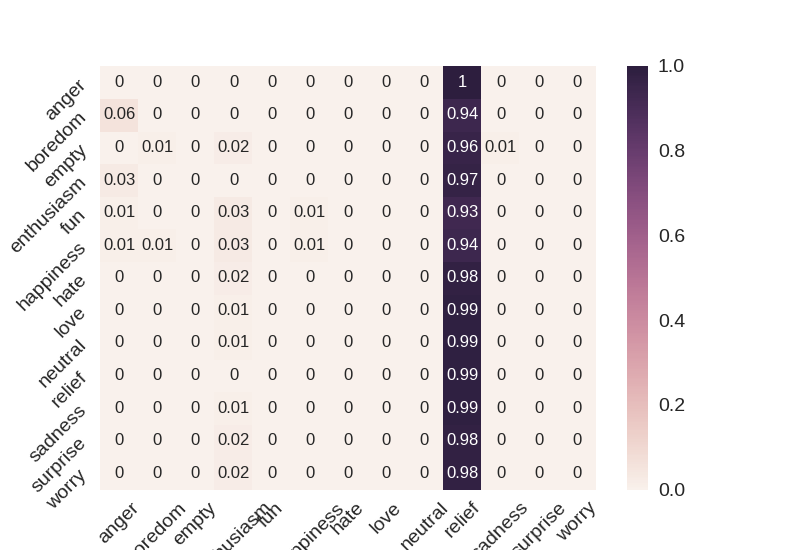 anger 0 0 0 0 0 0 0 0 0 1 0 0 0
boredom 0.06 0 0 0 0 0 0 0 0 0.94 0 0 0
empty 0 0.01 0 0.02 0 0 0 0 0 0.96 0.01 0 0
enthusiasm 0.03 0 0 0 0 0 0 0 0 0.97 0 0 0
fun 0.01 0 0 0.03 0 0.01 0 0 0 0.93 0 0 0
happiness 0.01 0.01 0 0.03 0 0.01 0 0 0 0.94 0 0 0
hate 0 0 0 0.02 0 0 0 0 0 0.98 0 0 0
love 0 0 0 0.01 0 0 0 0 0 0.99 0 0 0
neutral 0 0 0 0.01 0 0 0 0 0 0.99 0 0 0
relief 0 0 0 0 0 0 0 0 0 0.99 0 0 0
sadness 0 0 0 0.01 0 0 0 0 0 0.99 0 0 0
surprise 0 0 0 0.02 0 0 0 0 0 0.98 0 0 0
worry 0 0 0 0.02 0 0 0 0 0 0.98 0 0 0
anger oredom empty husiasm fun ppiness hate love neutral relief sadness surprise worry
1.0
0.8
0.6
0.4
0.2
0.0